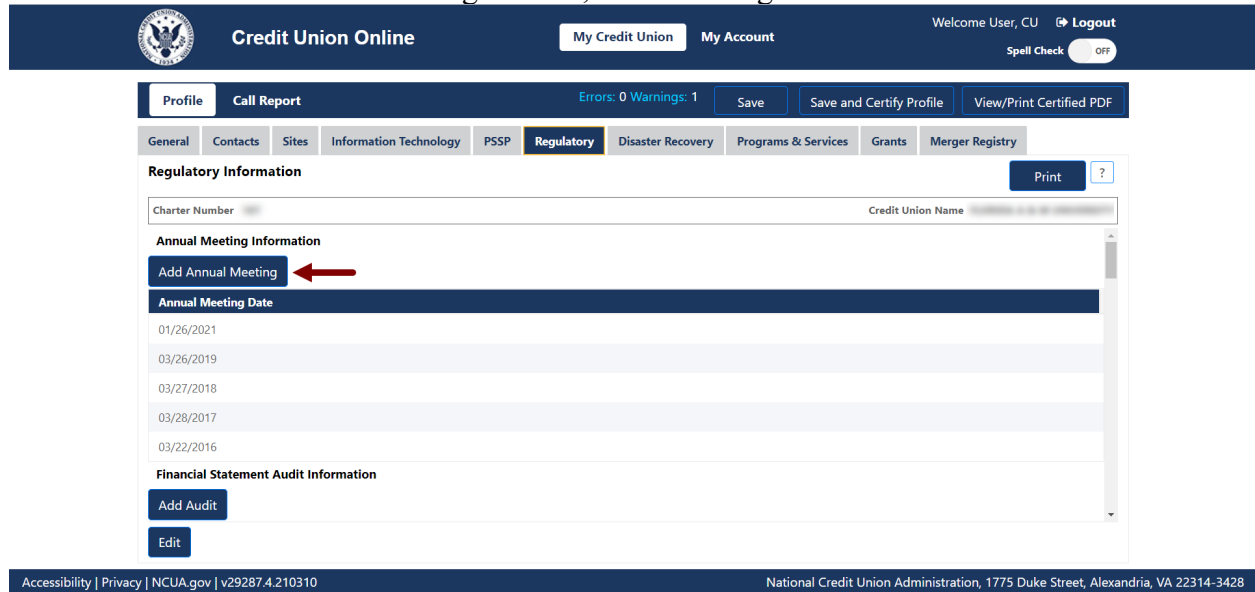 Credit Union Online
My Credit Union
My Account
Welcome User, CU Logout
Spell Check OFF
Profile
Call Report
Errors: 0 Warnings: 1
Save
Save and Certify Profile
View/Print Certified PDF
General
Contacts
Sites
Information Technology
PSSP
Regulatory
Disaster Recovery
Programs & Services
Grants
Merger Registry
Regulatory Information
Print
?
Charter Number
Credit Union Name
Annual Meeting Information
Add Annual Meeting
Annual Meeting Date
01/26/2021
03/26/2019
03/27/2018
03/28/2017
03/22/2016
Financial Statement Audit Information
Add Audit
Edit
Accessibility | Privacy | NCUA.gov | v29287.4.210310
National Credit Union Administration, 1775 Duke Street, Alexandria, VA 22314-3428